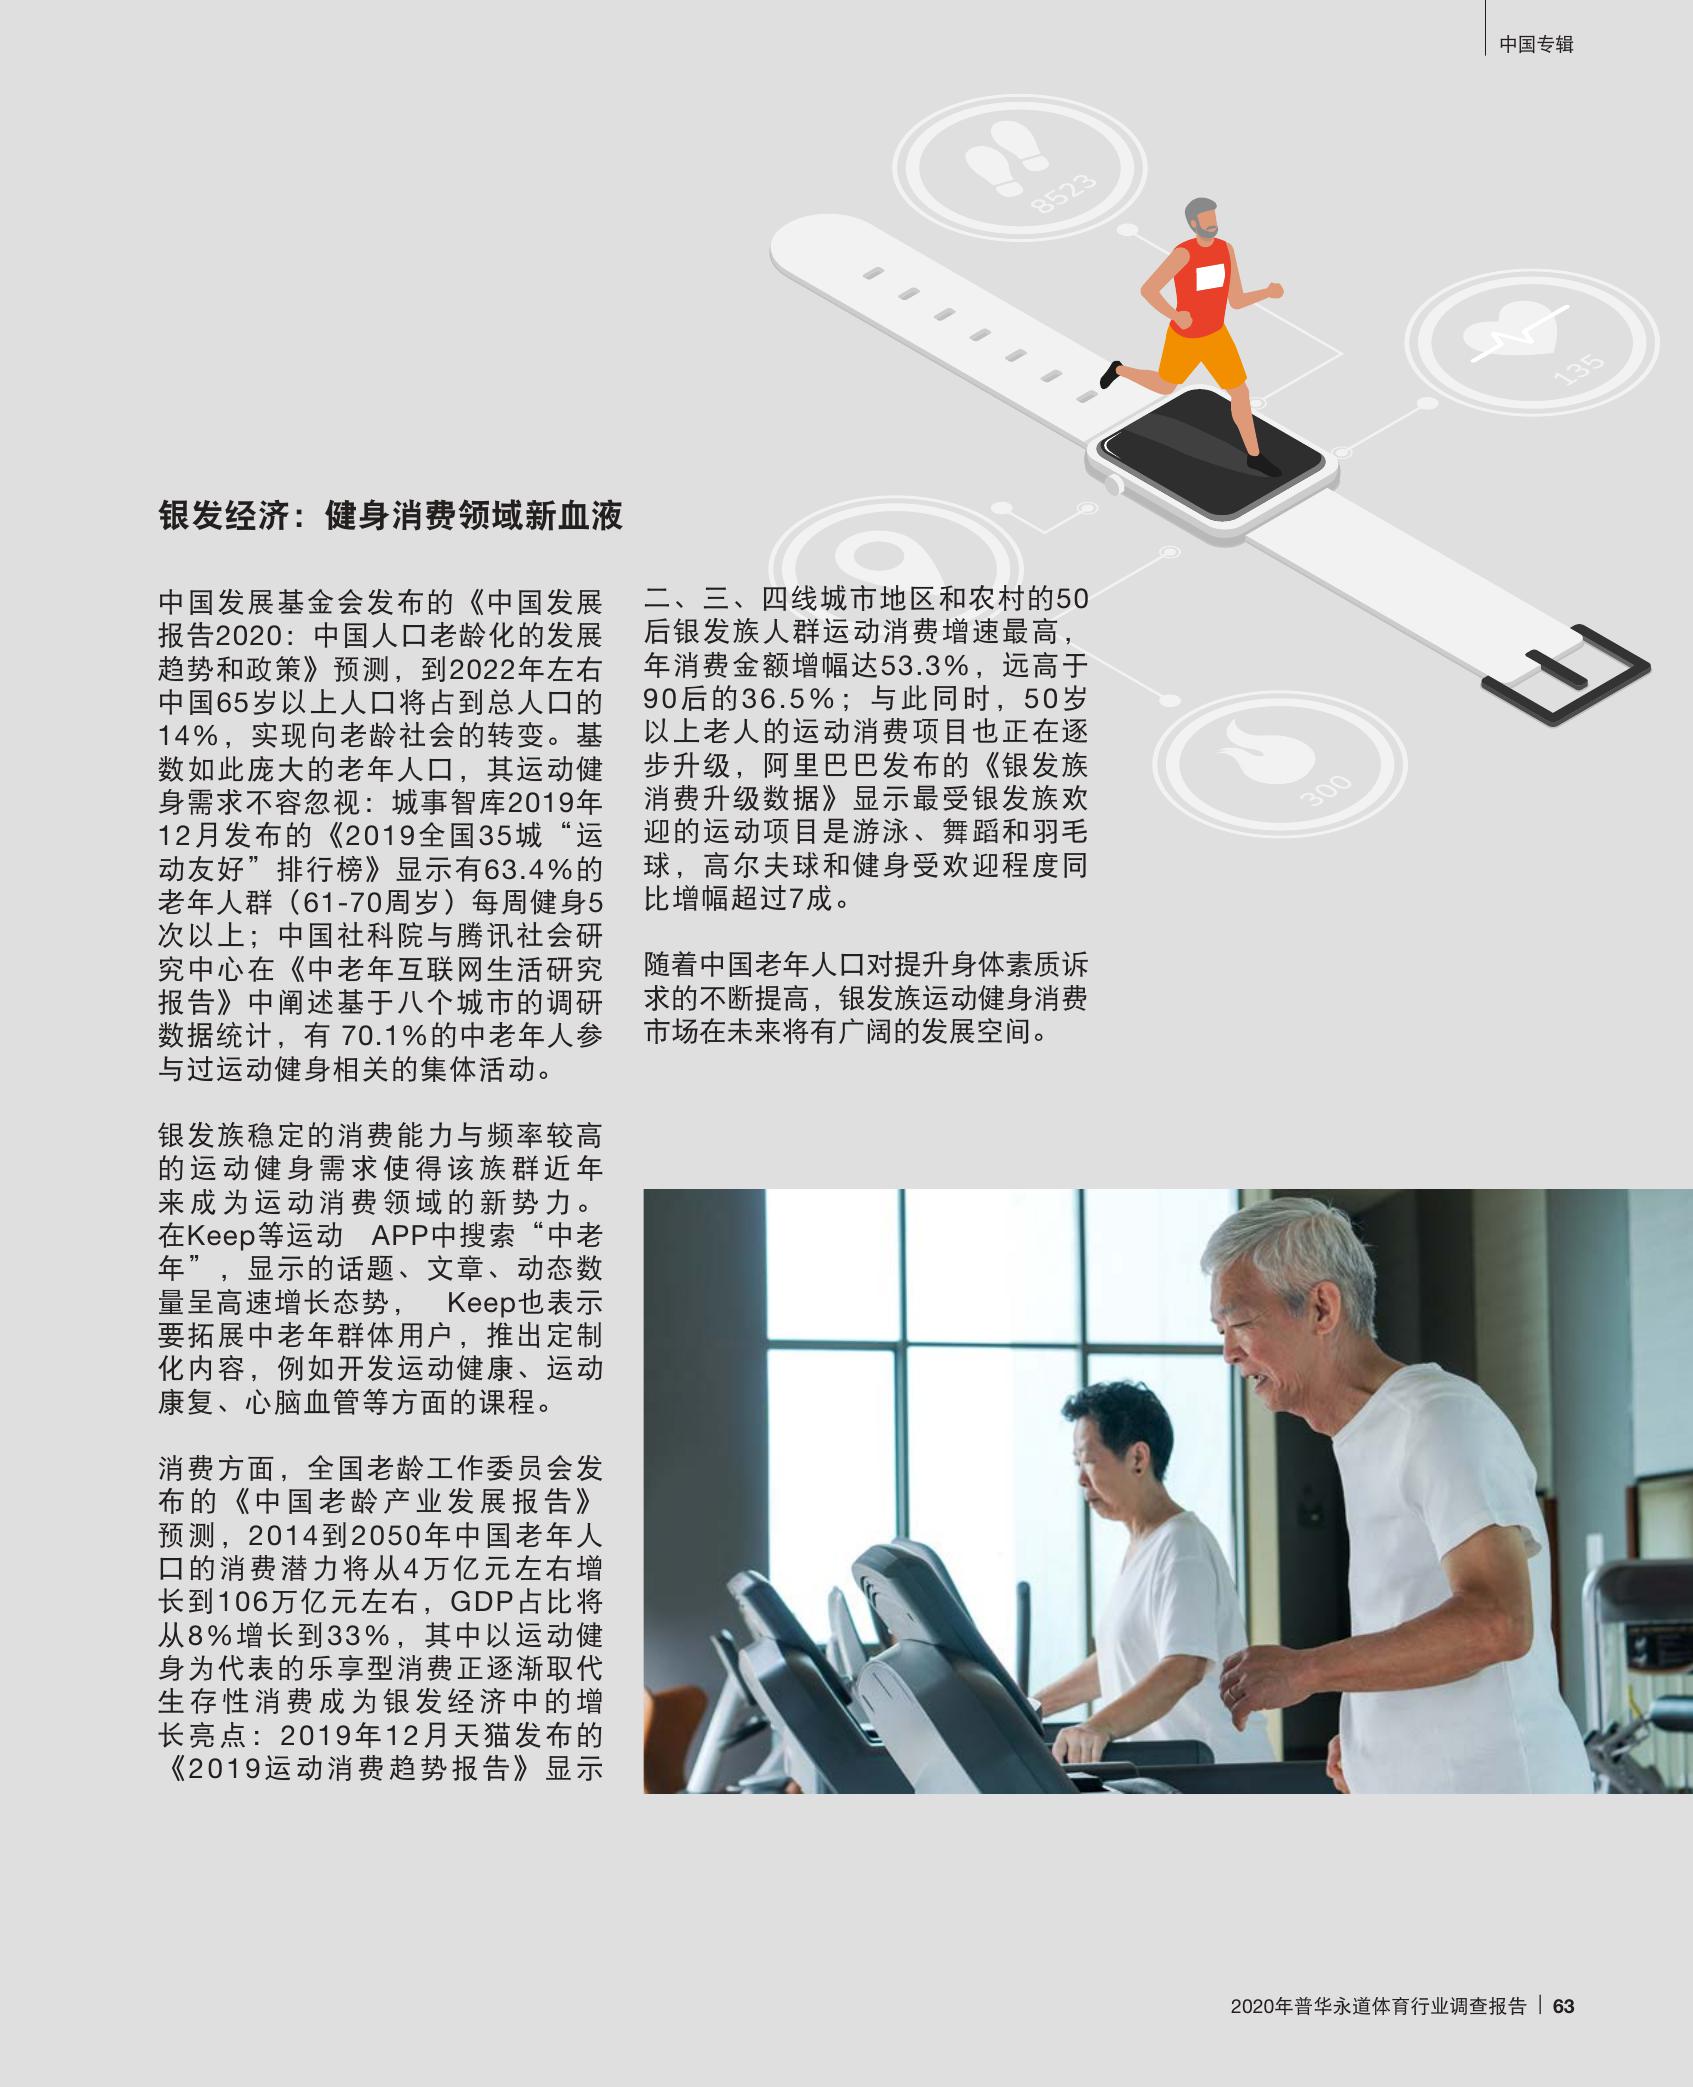 中国专辑
8523
135
300
银发经济：健身消费领域新血液
中国发展基金会发布的《中国发展
报告2020：中国人口老龄化的发展
趋势和政策》预测，到2022年左右
中国65岁以上人口将占到总人口的
14%，实现向老龄社会的转变。基
数如此庞大的老年人口，其运动健
身需求不容忽视：城事智库2019年
12月发布的《2019全国35城“运
动友好”排行榜》显示有63.4%的
老年人群（61-70周岁）每周健身5
次以上；中国社科院与腾讯社会研
究中心在《中老年互联网生活研究
报告》中阐述基于八个城市的调研
数据统计，有 70.1%的中老年人参
与过运动健身相关的集体活动。
银发族稳定的消费能力与频率较高
的运动健身需求使得该族群近年
来成为运动消费领域的新势力。
在Keep等运动 APP中搜索“中老
年”，显示的话题、文章、动态数
量呈高速增长态势， Keep也表示
要拓展中老年群体用户，推出定制
化内容，例如开发运动健康、运动
康复、心脑血管等方面的课程。
消费方面，全国老龄工作委员会发
布的《中国老龄产业发展报告》
预测，2014到2050年中国老年人
口的消费潜力将从4万亿元左右增
长到106万亿元左右，GDP占比将
从8%增长到33%，其中以运动健
身为代表的乐享型消费正逐渐取代
生存性消费成为银发经济中的增
长亮点：2019年12月天猫发布的
《2019运动消费趋势报告》显示
二、三、四线城市地区和农村的50
后银发族人群运动消费增速最高，
年消费金额增幅达53.3%，远高于
90后的36.5%；与此同时，50岁
以上老人的运动消费项目也正在逐
步升级，阿里巴巴发布的《银发族
消费升级数据》显示最受银发族欢
迎的运动项目是游泳、舞蹈和羽毛
球，高尔夫球和健身受欢迎程度同
比增幅超过7成。
随着中国老年人口对提升身体素质诉
求的不断提高，银发族运动健身消费
市场在未来将有广阔的发展空间。
2020年普华永道体育行业调查报告 63